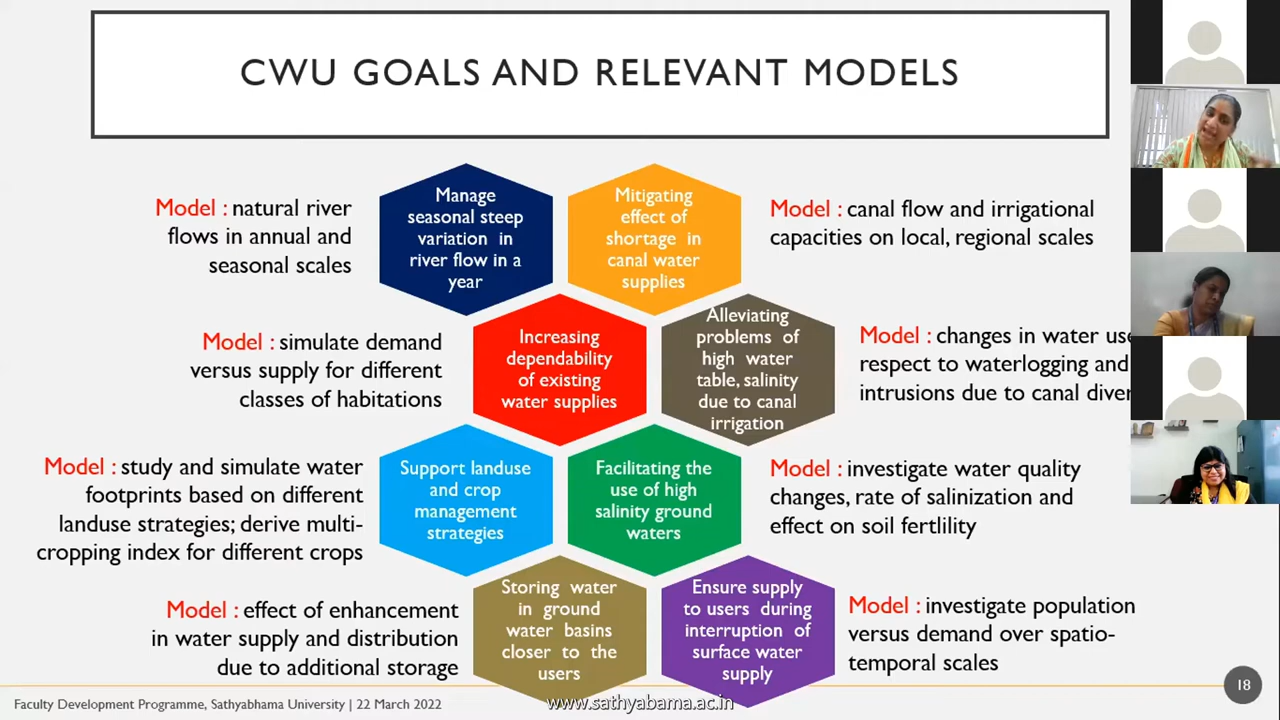 CWU GOALS AND RELEVANT MODELS
Model : natural river
flows in annual and
seasonal scales
Manage
seasonal steep
variation in
river flow in a
year
Mitigating
effect of
shortage in
canal water
supplies
Model : canal flow and irrigational
capacities on local, regional scales
Model : simulate demand
versus supply for different
classes of habitations
Increasing
dependability
of existing
water supplies
Alleviating
problems of
high water
table, salinity
due to canal
irrigation
Model : changes in water use
respect to waterlogging and
intrusions due to canal diver
Model : study and simulate water
footprints based on different
landuse strategies; derive multi-
cropping index for different crops
Support landuse
and crop
management
strategies
Facilitating the
use of high
salinity ground
waters
Model : investigate water quality
changes, rate of salinization and
effect on soil fertlility
Model : effect of enhancement
in water supply and distribution
due to additional storage
Storing water
in ground
water basins
closer to the
users
Ensure supply
to users during
interruption of
surface water
supply
Model : investigate population
versus demand over spatio-
temporal scales
18
Faculty Development Programme, Sathyabhama University | 22 March 2022
www.sathyabama.ac.in